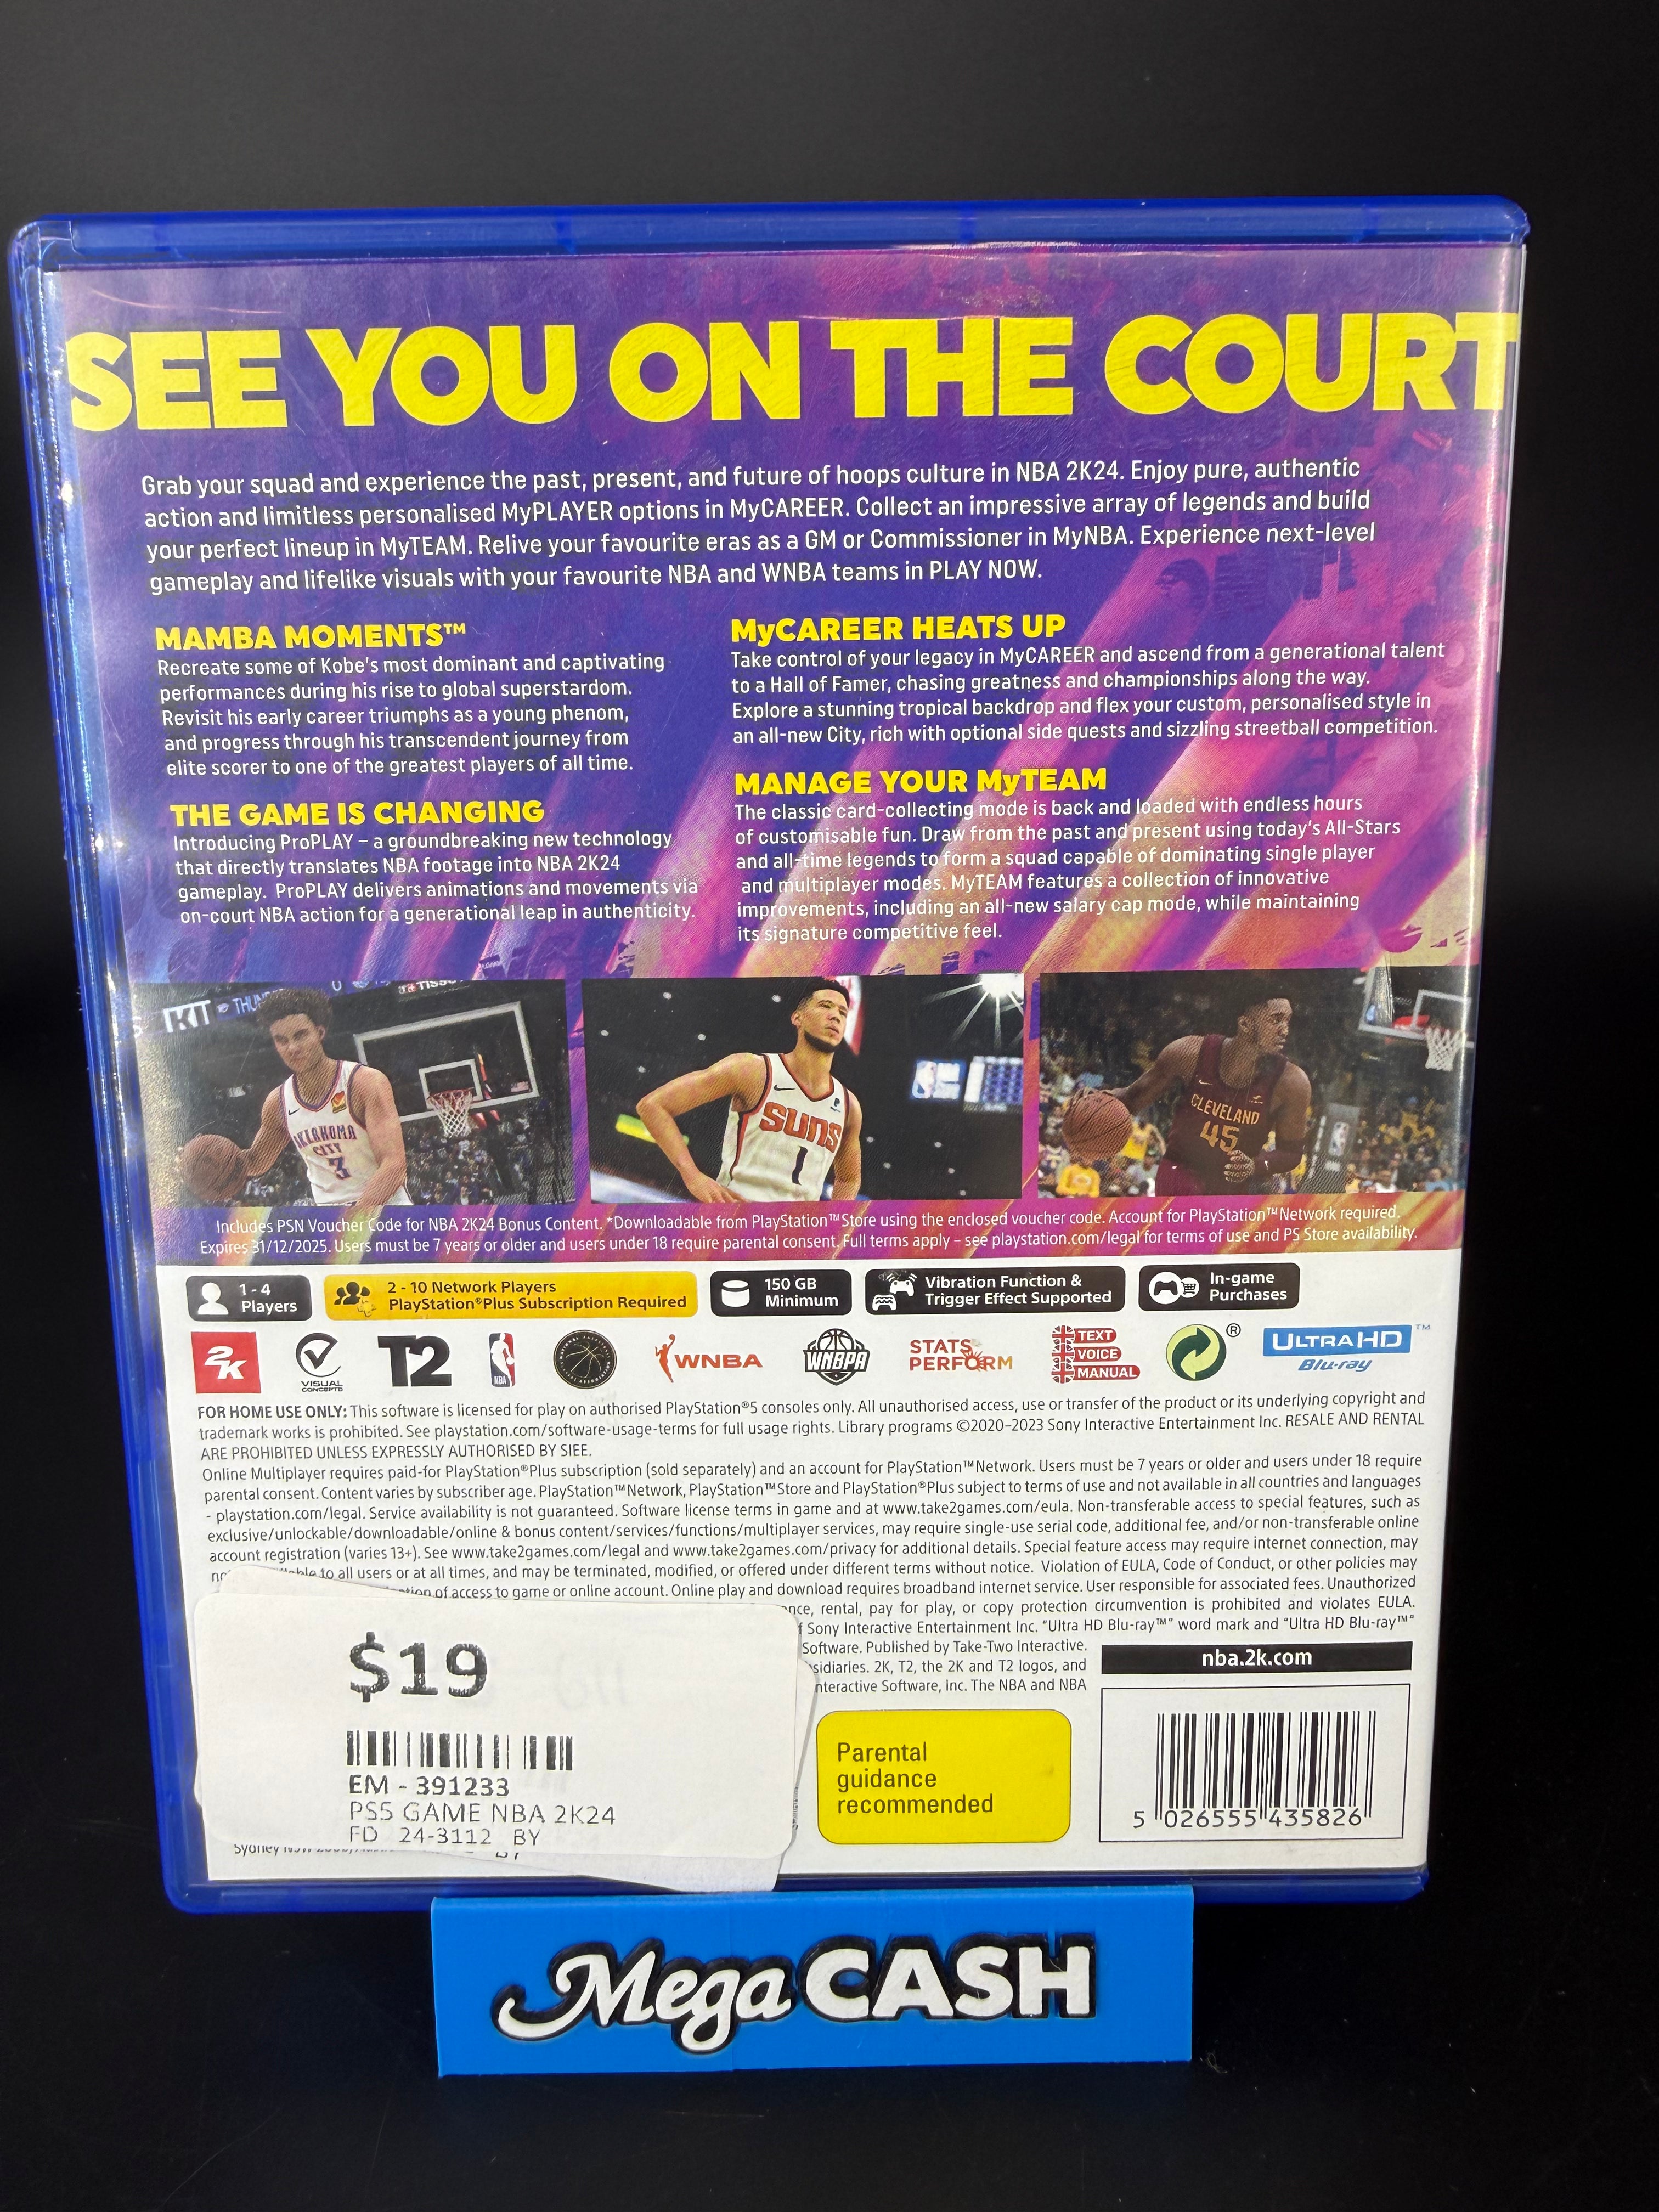 SEE YOU ON THE COURT
Grab your squad and experience the past, present, and future of hoops culture in NBA 2K24. Enjoy pure, authentic
action and limitless personalised MyPLAYER options in MyCAREER. Collect an impressive array of legends and build
your perfect lineup in MyTEAM. Relive your favourite eras as a GM or Commissioner in MyNBA. Experience next-level
gameplay and lifelike visuals with your favourite NBA and WNBA teams in PLAY NOW.
MAMBA MOMENTS™
Recreate some of Kobe's most dominant and captivating
performances during his rise to global superstardom.
Revisit his early career triumphs as a young phenom,
and progress through his transcendent journey from
elite scorer to one of the greatest players of all time.
THE GAME IS CHANGING
Introducing ProPLAY – a groundbreaking new technology
that directly translates NBA footage into NBA 2K24
gameplay. ProPLAY delivers animations and movements via
on-court NBA action for a generational leap in authenticity.
MyCAREER HEATS UP
Take control of your legacy in MyCAREER and ascend from a generational talent
to a Hall of Famer, chasing greatness and championships along the way.
Explore a stunning tropical backdrop and flex your custom, personalised style in
an all-new City, rich with optional side quests and sizzling streetball competition.
MANAGE YOUR MyTEAM
The classic card-collecting mode is back and loaded with endless hours
of customisable fun. Draw from the past and present using today's All-Stars
and all-time legends to form a squad capable of dominating single player
and multiplayer modes. MyTEAM features a collection of innovative
improvements, including an all-new salary cap mode, while maintaining
its signature competitive feel.
OKLAHOMA
CITY
3
SUNS
1
CLEVELAND
45
Includes PSN Voucher Code for NBA 2K24 Bonus Content. *Downloadable from PlayStation™Store using the enclosed voucher code. Account for PlayStation™Network required.
Expires 31/12/2025. Users must be 7 years or older and users under 18 require parental consent. Full terms apply – see playstation.com/legal for terms of use and PS Store availability.
1 - 4
Players
2 - 10 Network Players
PlayStation®Plus Subscription Required
150 GB
Minimum
Vibration Function &
Trigger Effect Supported
In-game
Purchases
2K
VISUAL
CONCEPTS
T2
NBA
WNBA
WNBPA
STATS
PERFORM
TEXT
VOICE
MANUAL
®
ULTRA HD™
Blu-ray
FOR HOME USE ONLY: This software is licensed for play on authorised PlayStation®5 consoles only. All unauthorised access, use or transfer of the product or its underlying copyright and
trademark works is prohibited. See playstation.com/software-usage-terms for full usage rights. Library programs ©2020-2023 Sony Interactive Entertainment Inc. RESALE AND RENTAL
ARE PROHIBITED UNLESS EXPRESSLY AUTHORISED BY SIEE.
Online Multiplayer requires paid-for PlayStation®Plus subscription (sold separately) and an account for PlayStation™Network. Users must be 7 years or older and users under 18 require
parental consent. Content varies by subscriber age. PlayStation™Network, PlayStation™Store and PlayStation®Plus subject to terms of use and not available in all countries and languages
- playstation.com/legal. Service availability is not guaranteed. Software license terms in game and at www.take2games.com/eula. Non-transferable access to special features, such as
exclusive/unlockable/downloadable/online & bonus content/services/functions/multiplayer services, may require single-use serial code, additional fee, and/or non-transferable online
account registration (varies 13+). See www.take2games.com/legal and www.take2games.com/privacy for additional details. Special feature access may require internet connection, may
to all users or at all times, and may be terminated, modified, or offered under different terms without notice. Violation of EULA, Code of Conduct, or other policies may
of access to game or online account. Online play and download requires broadband internet service. User responsible for associated fees. Unauthorized
rental, pay for play, or copy protection circumvention is prohibited and violates EULA.
Sony Interactive Entertainment Inc. "Ultra HD Blu-ray™" word mark and "Ultra HD Blu-ray™"
Software. Published by Take-Two Interactive.
2K, T2, the 2K and T2 logos, and
Software, Inc. The NBA and NBA
nba.2k.com
$19
EM - 391233
PS5 GAME NBA 2K24
FD 24-3112 BY
Sydney
Parental
guidance
recommended
5 026555 435826
Mega CASH